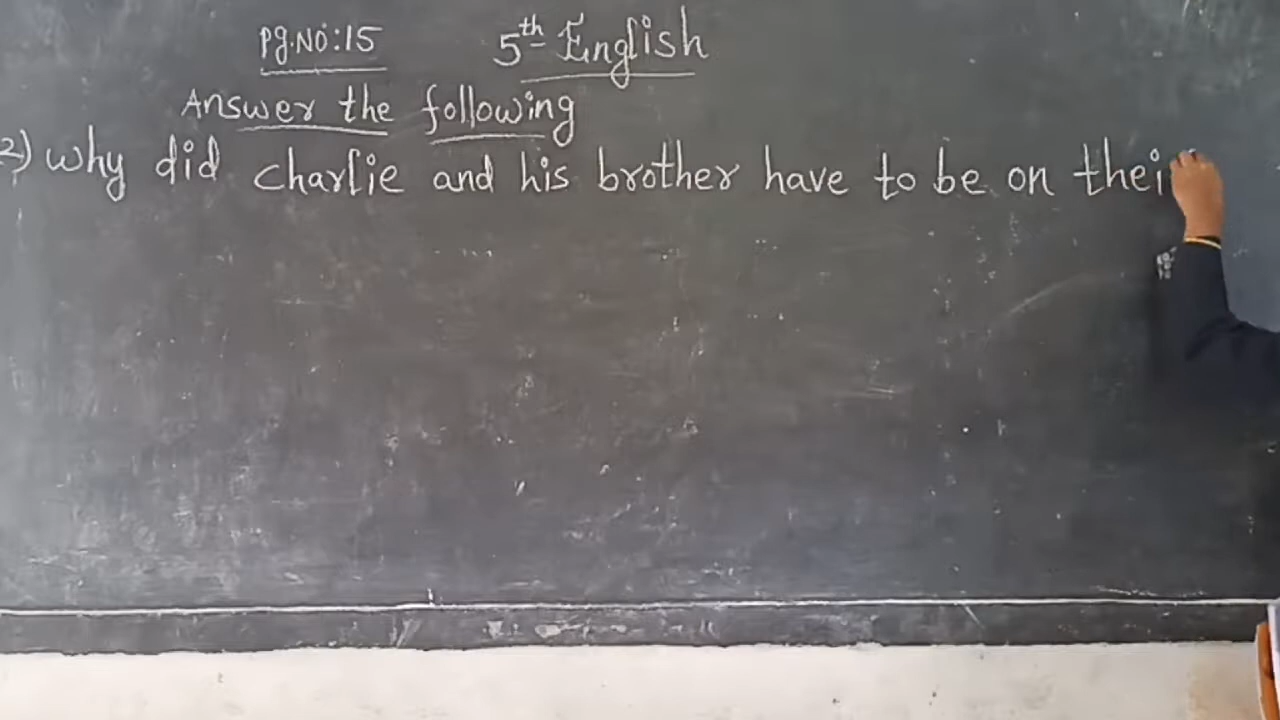 Pg.No:15 5th English
Answer the following
2) why did charlie and his brother have to be on thei